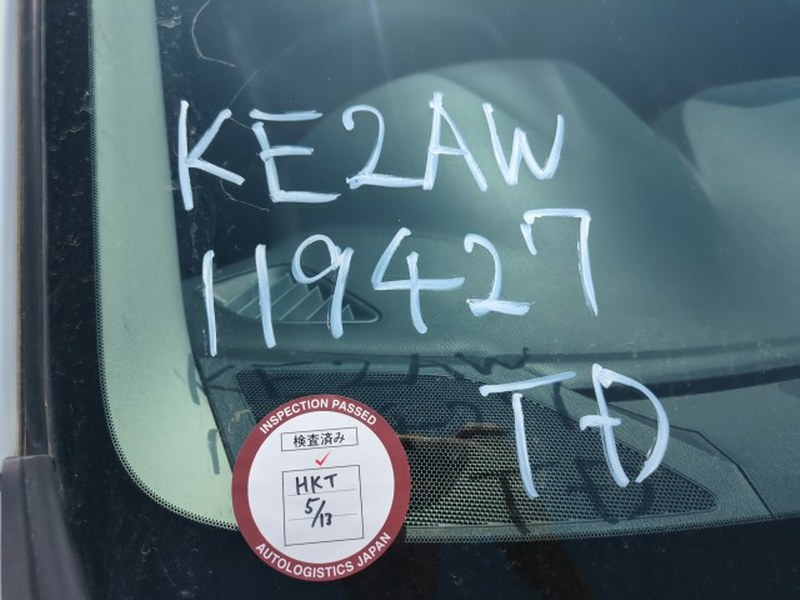 KE2AW
119427
TD
INSPECTION PASSED
検査済み
HKT
5/13
AUTOLOGISTICS JAPAN